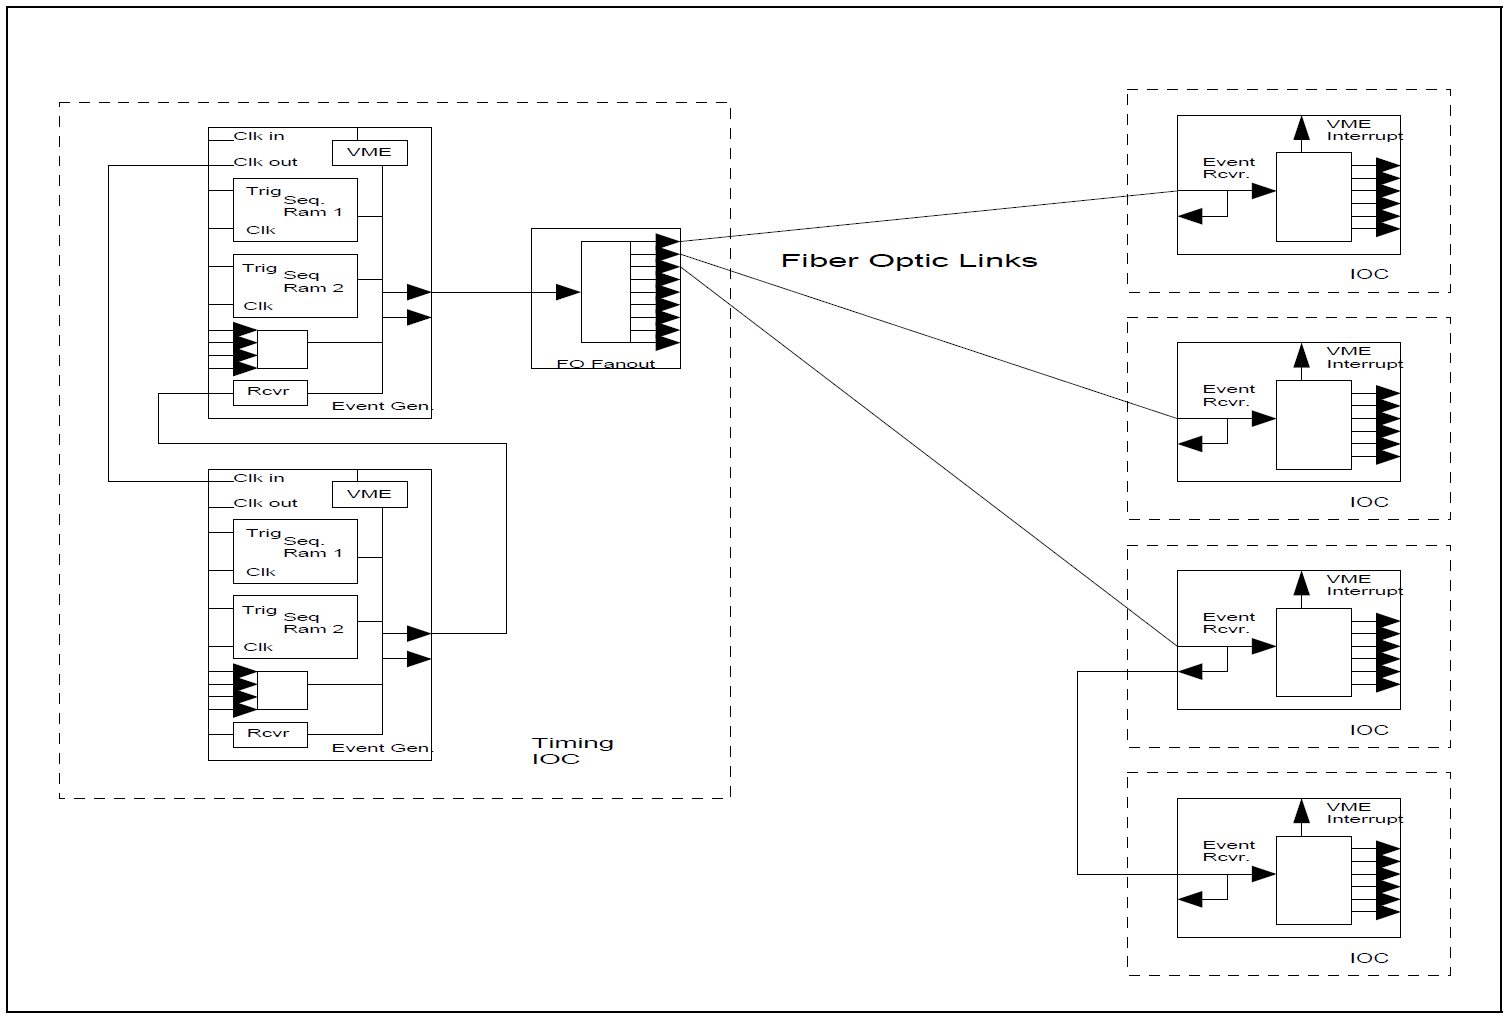 Clk in
VME
Clk out
Trig
Seq.
Ram 1
Clk
Trig
Seq
Ram 2
Clk
Rcvr
Event Gen.
FO Fanout
Clk in
VME
Clk out
Trig
Seq.
Ram 1
Clk
Trig
Seq
Ram 2
Clk
Rcvr
Event Gen.
Timing
IOC
Fiber Optic Links
VME
Interrupt
Event
Rcvr.
IOC
VME
Interrupt
Event
Rcvr.
IOC
VME
Interrupt
Event
Rcvr.
IOC
VME
Interrupt
Event
Rcvr.
IOC